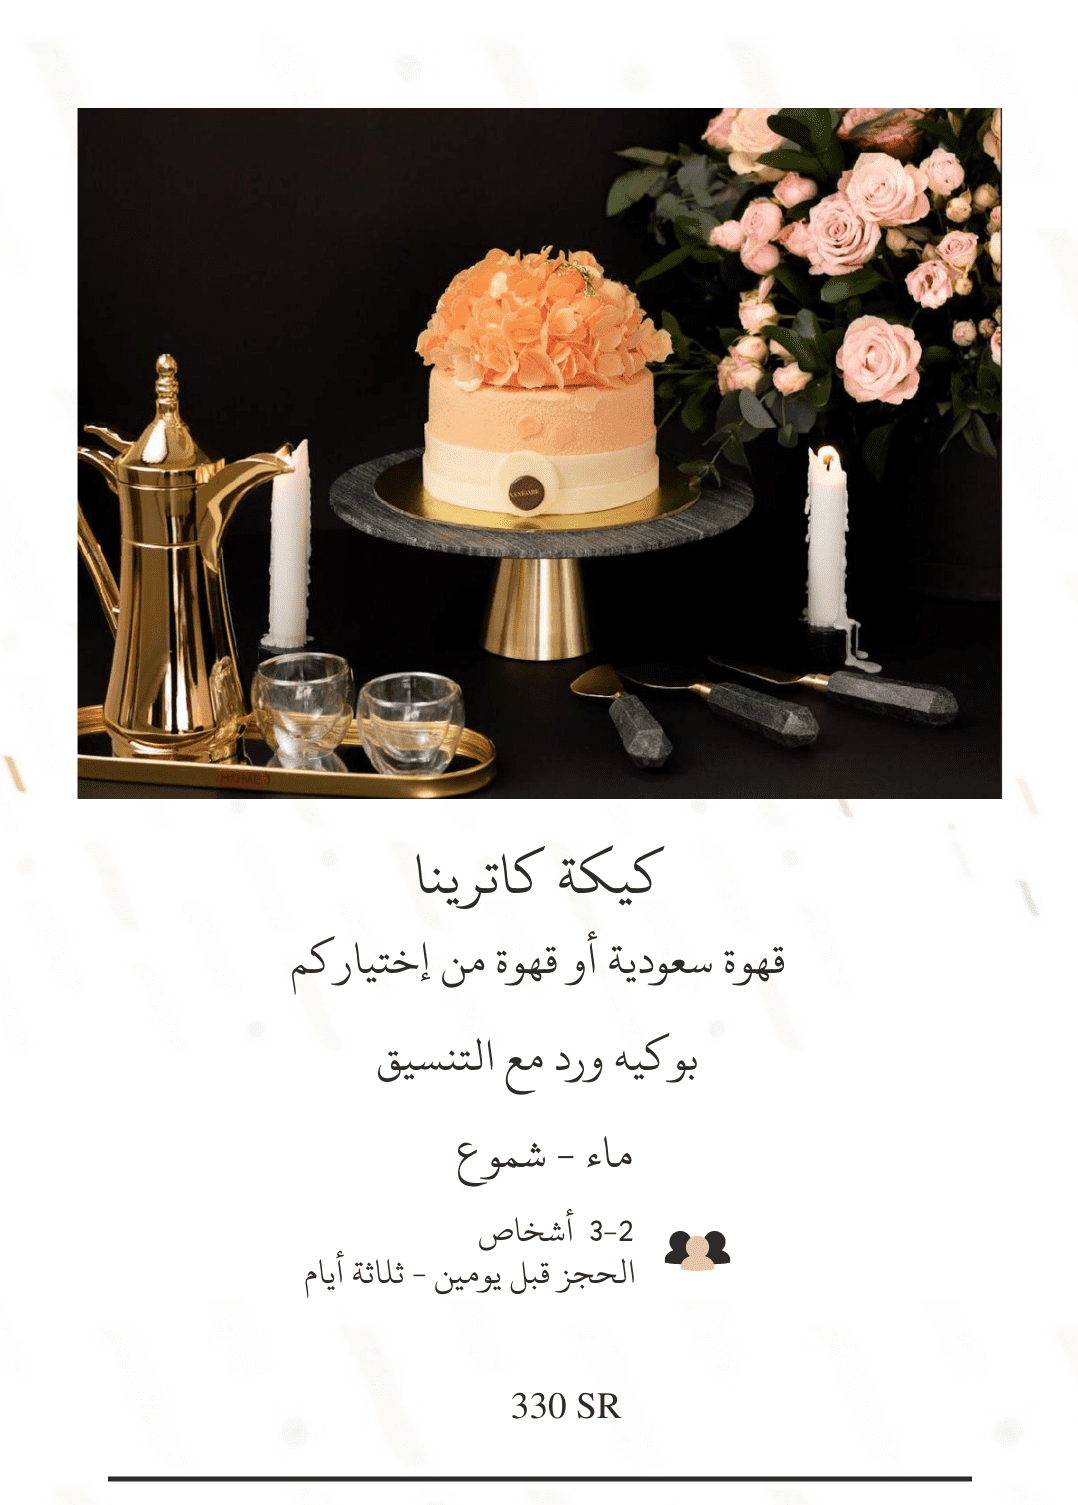 HOME
كيكة كاترينا
قهوة سعودية أو قهوة من إختياركم
بوكيه ورد مع التنسيق
ماء - شموع
3-2 أشخاص
الحجز قبل يومين - ثلاثة أيام
330 SR